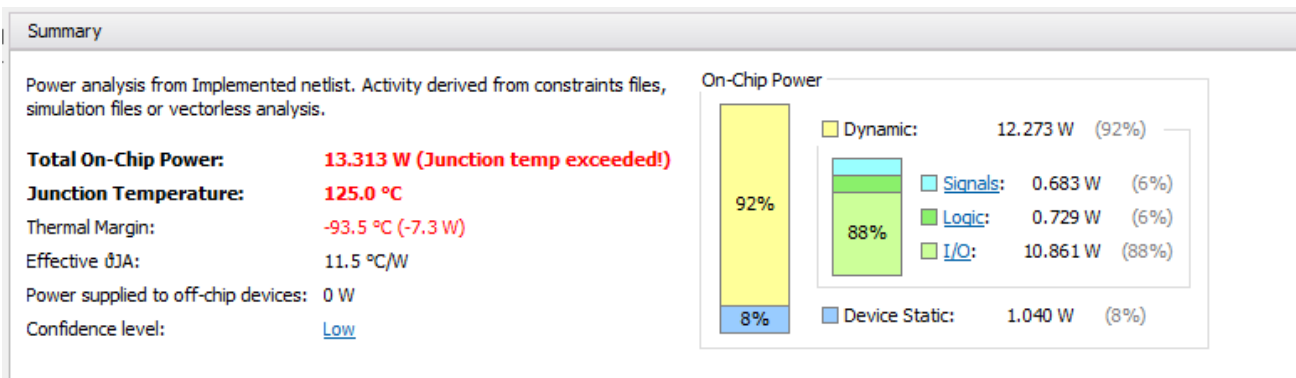 Summary
Power analysis from Implemented netlist. Activity derived from constraints files,
simulation files or vectorless analysis.
Total On-Chip Power: 13.313 W (Junction temp exceeded!)
Junction Temperature: 125.0 °C
Thermal Margin: -93.5 °C (-7.3 W)
Effective ϑJA: 11.5 °C/W
Power supplied to off-chip devices: 0 W
Confidence level: Low
On-Chip Power
92%
8%
Dynamic: 12.273 W (92%)
88%
Signals: 0.683 W (6%)
Logic: 0.729 W (6%)
I/O: 10.861 W (88%)
Device Static: 1.040 W (8%)